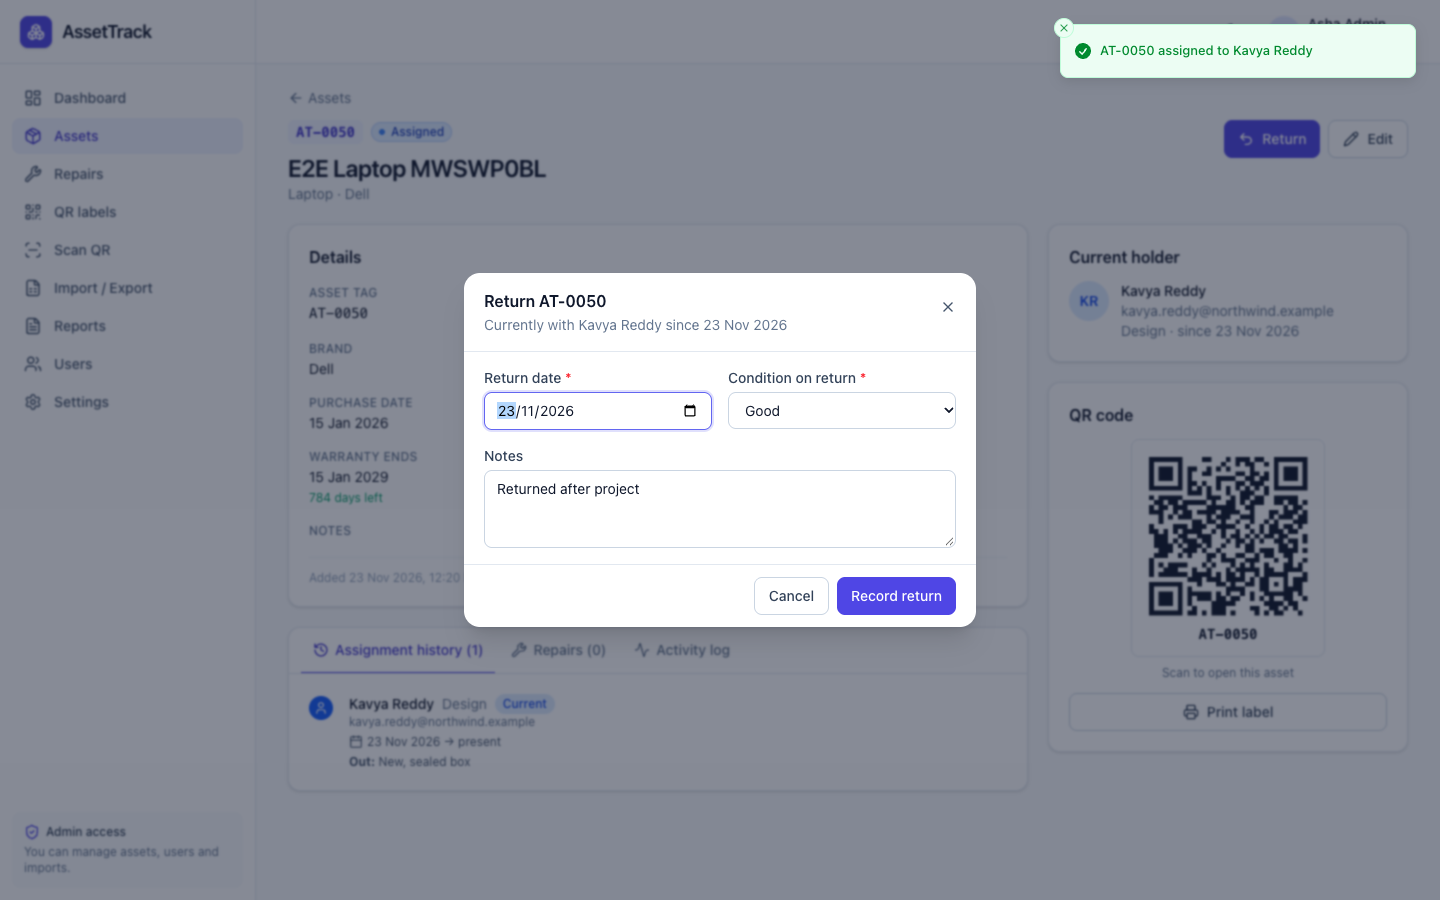 AssetTrack
Asha Admin
AT-0050 assigned to Kavya Reddy
Dashboard
Assets
Repairs
QR labels
Scan QR
Import / Export
Reports
Users
Settings
Admin access
You can manage assets, users and
imports.
Assets
AT-0050
Assigned
E2E Laptop MWSWP0BL
Laptop · Dell
Return
Edit
Details
ASSET TAG
AT-0050
BRAND
Dell
PURCHASE DATE
15 Jan 2026
WARRANTY ENDS
15 Jan 2029
784 days left
NOTES
Added 23 Nov 2026, 12:20
Return AT-0050
Currently with Kavya Reddy since 23 Nov 2026
Return date *
Condition on return *
23/11/2026
Good
Notes
Returned after project
Cancel
Record return
Current holder
KR
Kavya Reddy
kavya.reddy@northwind.example
Design · since 23 Nov 2026
QR code
AT-0050
Scan to open this asset
Print label
Assignment history (1)
Repairs (0)
Activity log
Kavya Reddy Design Current
kavya.reddy@northwind.example
23 Nov 2026 → present
Out: New, sealed box